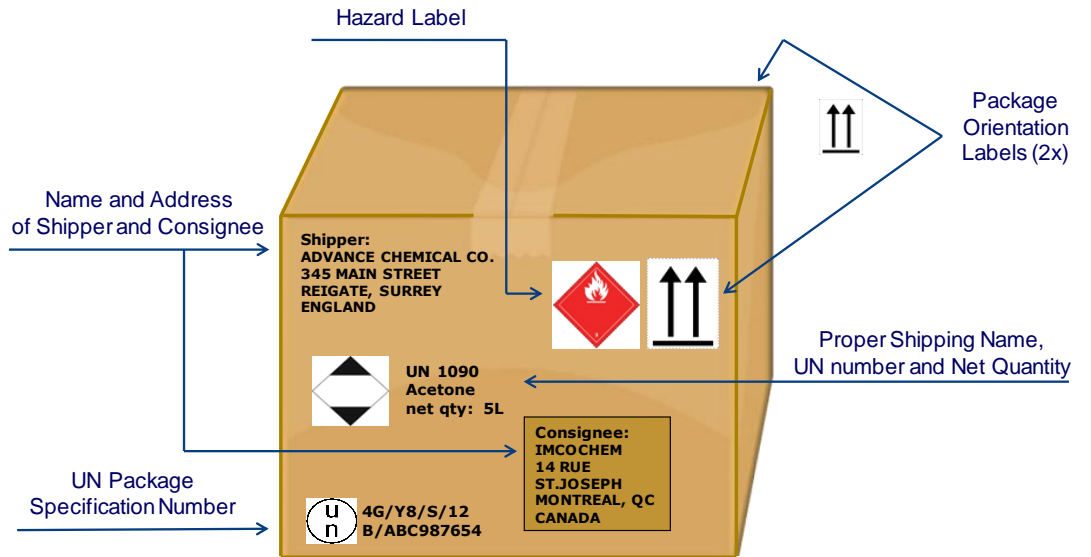 Hazard Label
Package
Orientation
Labels (2x)
Name and Address
of Shipper and Consignee
Shipper:
ADVANCE CHEMICAL CO.
345 MAIN STREET
REIGATE, SURREY
ENGLAND
3
Proper Shipping Name,
UN number and Net Quantity
UN 1090
Acetone
net qty: 5L
Consignee:
IMCOCHEM
14 RUE
ST.JOSEPH
MONTREAL, QC
CANADA
UN Package
Specification Number
u
n
4G/Y8/S/12
B/ABC987654